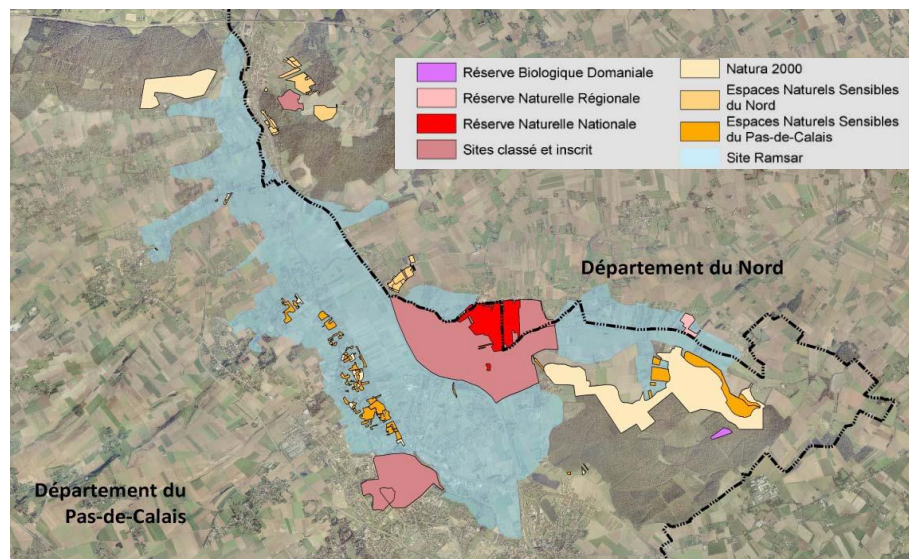 Réserve Biologique Domaniale
Réserve Naturelle Régionale
Réserve Naturelle Nationale
Sites classé et inscrit
Natura 2000
Espaces Naturels Sensibles
du Nord
Espaces Naturels Sensibles
du Pas-de-Calais
Site Ramsar
Département du Nord
Département du
Pas-de-Calais